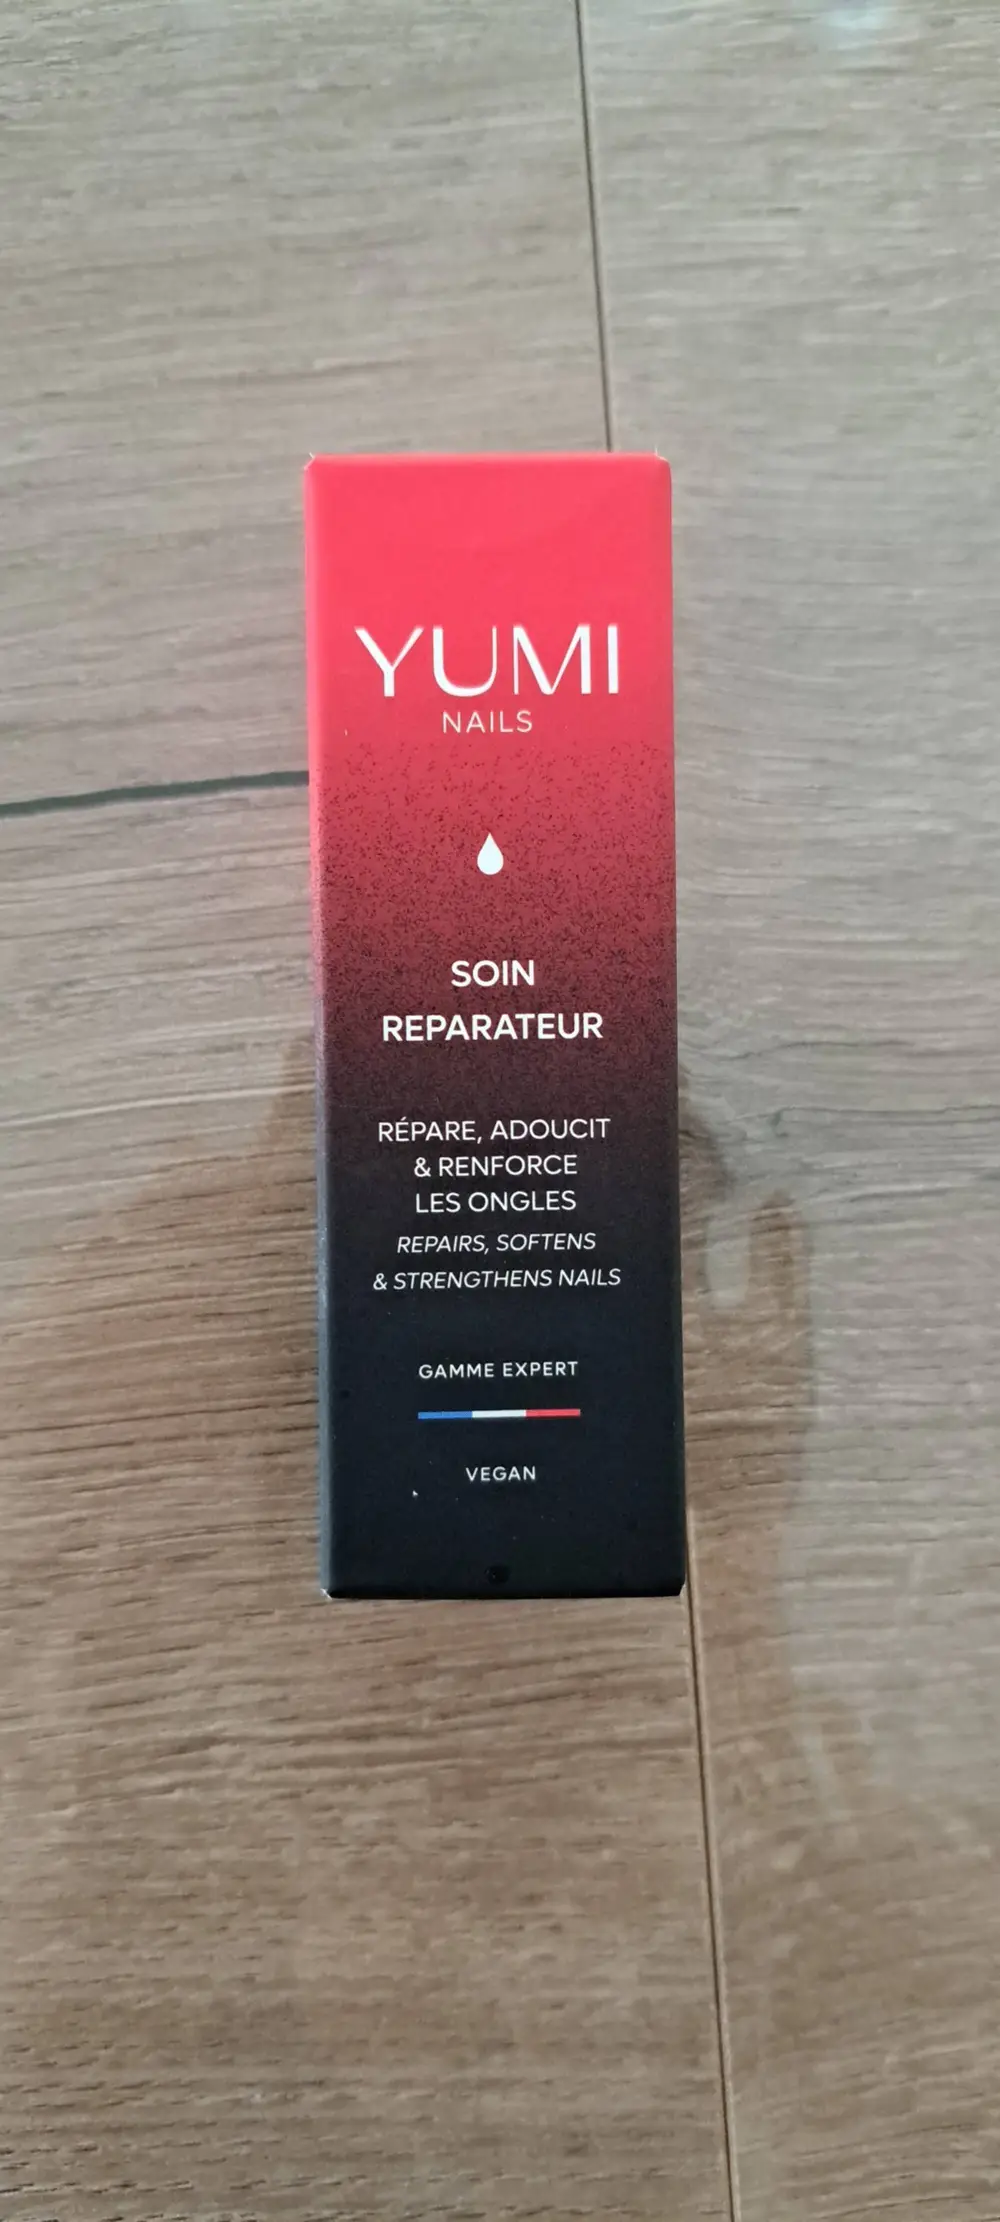 YUMI
NAILS
SOIN
REPARATEUR
RÉPARE, ADOUCIT
& RENFORCE
LES ONGLES
REPAIRS, SOFTENS
& STRENGTHENS NAILS
GAMME EXPERT
VEGAN